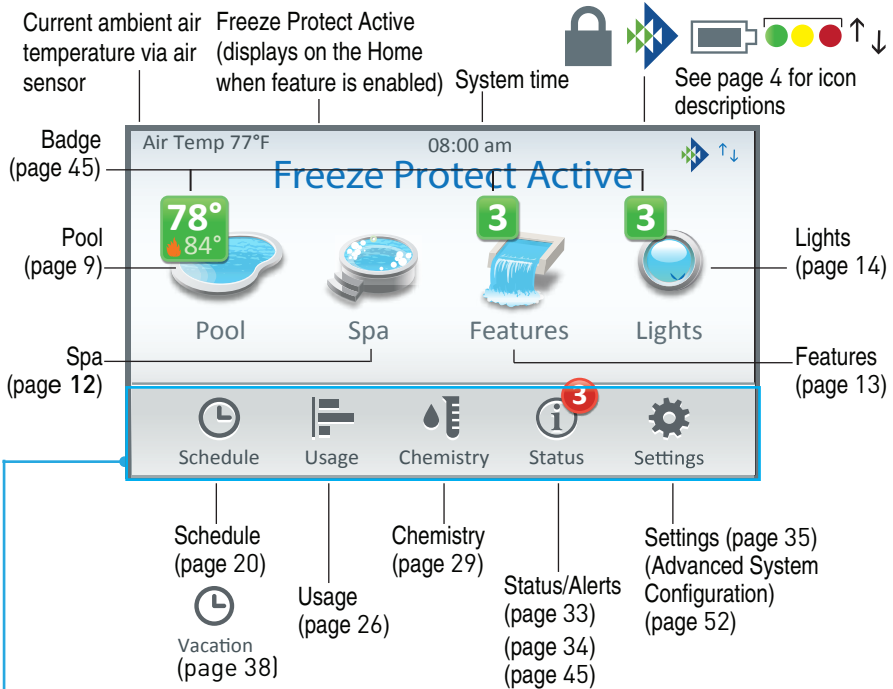 Current ambient air
temperature via air
sensor
Freeze Protect Active
(displays on the Home
when feature is enabled)
System time
See page 4 for icon
descriptions
Badge
(page 45)
Pool
(page 9)
Spa
(page 12)
Air Temp 77°F
08:00 am
Freeze Protect Active
78°
84°
3
3
Pool
Spa
Features
Lights
Lights
(page 14)
Features
(page 13)
3
Schedule
Usage
Chemistry
Status
Settings
Schedule
(page 20)
Vacation
(page 38)
Usage
(page 26)
Chemistry
(page 29)
Status/Alerts
(page 33)
(page 34)
(page 45)
Settings (page 35)
(Advanced System
Configuration)
(page 52)